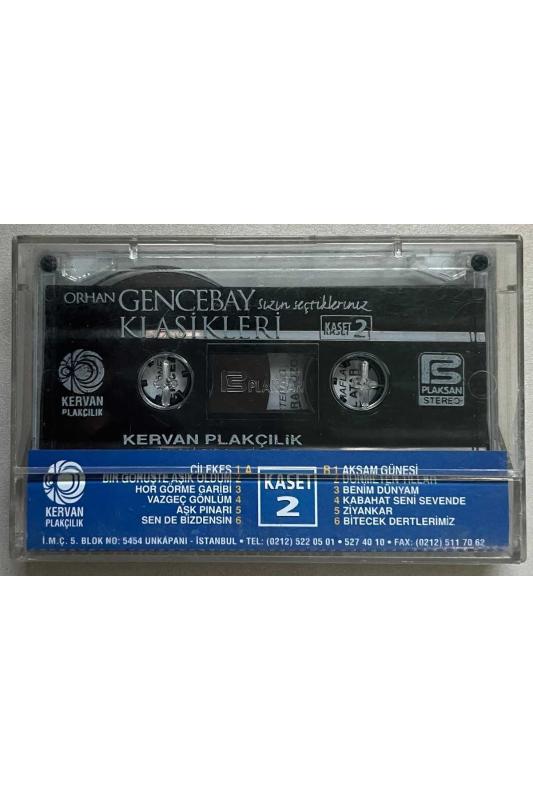 ORHAN GENCEBAY sizin seçtikleriniz
KLASİKLERİ KASET 2
KERVAN
PLAKÇILIK
PLAKSAN
STEREO
KERVAN PLAKÇILIK
KERVAN
PLAKÇILIK
KASET
2
ÇİLEKEŞ 1 A
BİR GÖRÜŞTE AŞIK OLDUM 2
HOR GÖRME GARİBİ 3
VAZGEÇ GÖNLÜM 4
AŞK PINARI 5
SEN DE BİZDENSİN 6
B 1 AKŞAM GÜNEŞİ
2 DÖNMEYEN YILLAR
3 BENİM DÜNYAM
4 KABAHAT SENİ SEVENDE
5 ZİYANKAR
6 BİTECEK DERTLERİMİZ
İ.M.Ç. 5. BLOK NO: 5454 UNKAPANI - İSTANBUL • TEL: (0212) 522 05 01 • 527 40 10 • FAX: (0212) 511 70 62